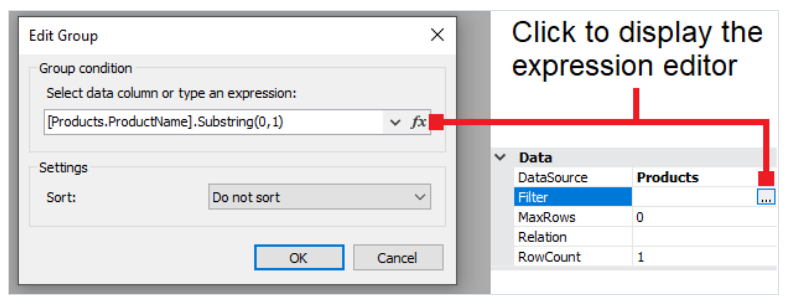 Edit Group
Group condition
Select data column or type an expression:
[Products.ProductName].Substring(0,1)
fx
Settings
Sort:
Do not sort
OK
Cancel
Click to display the
expression editor
Data
DataSource Products
Filter ...
MaxRows 0
Relation
RowCount 1